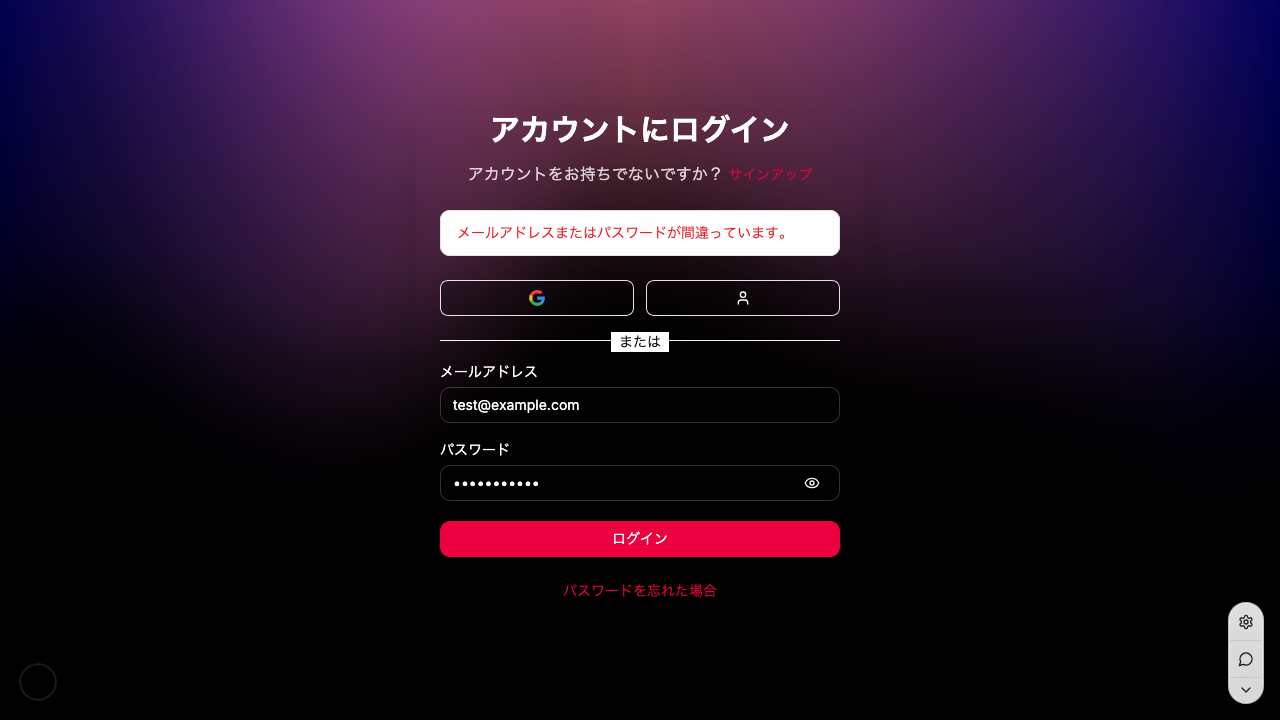 アカウントにログイン
アカウントをお持ちでないですか？ サインアップ
メールアドレスまたはパスワードが間違っています。
または
メールアドレス
test@example.com
パスワード
•••••••••••
ログイン
パスワードを忘れた場合